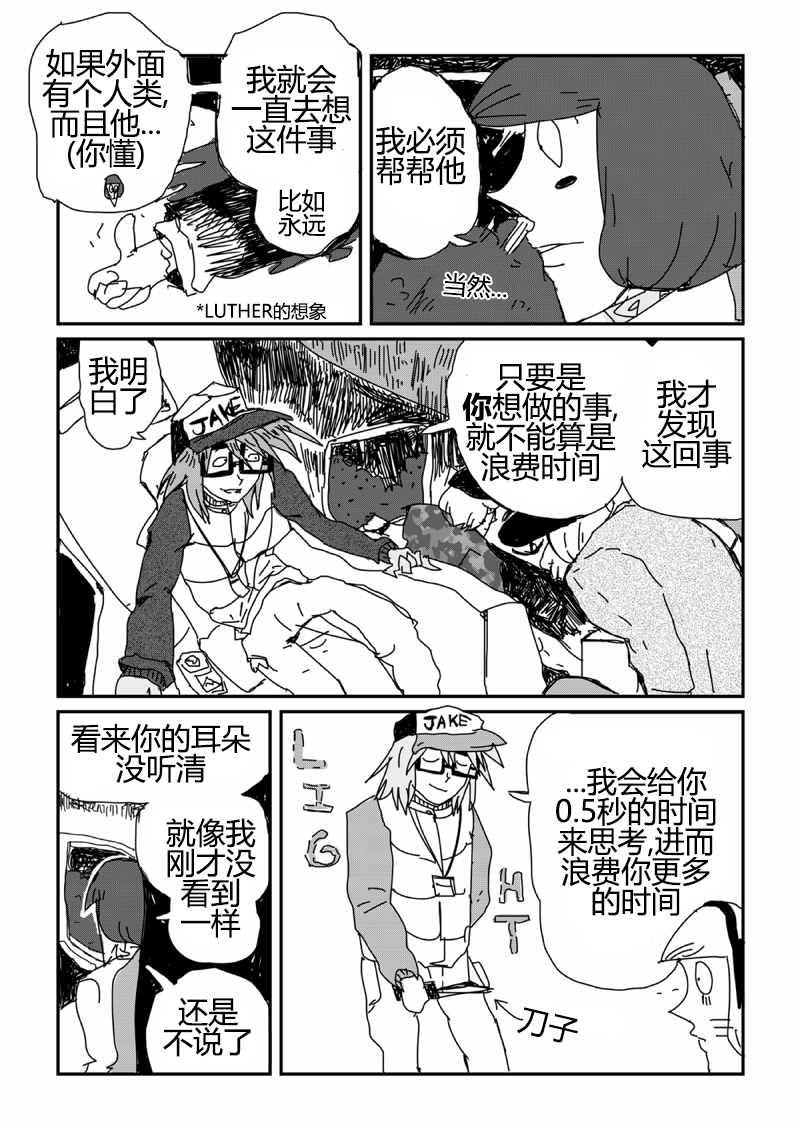 如果外面
有个人类,
而且他...
(你懂)
我就会
一直去想
这件事
比如
永远
*LUTHER的想象
我必须
帮帮他
当然...
我明
白了
JAKE
只要是
你想做的事,
就不能算是
浪费时间
我才
发现
这回事
看来你的耳朵
没听清
就像我
刚才没
看到
一样
还是
不说了
JAKE
LIG
HT
...我会给你
0.5秒的时间
来思考,进而
浪费你更多
的时间
刀子